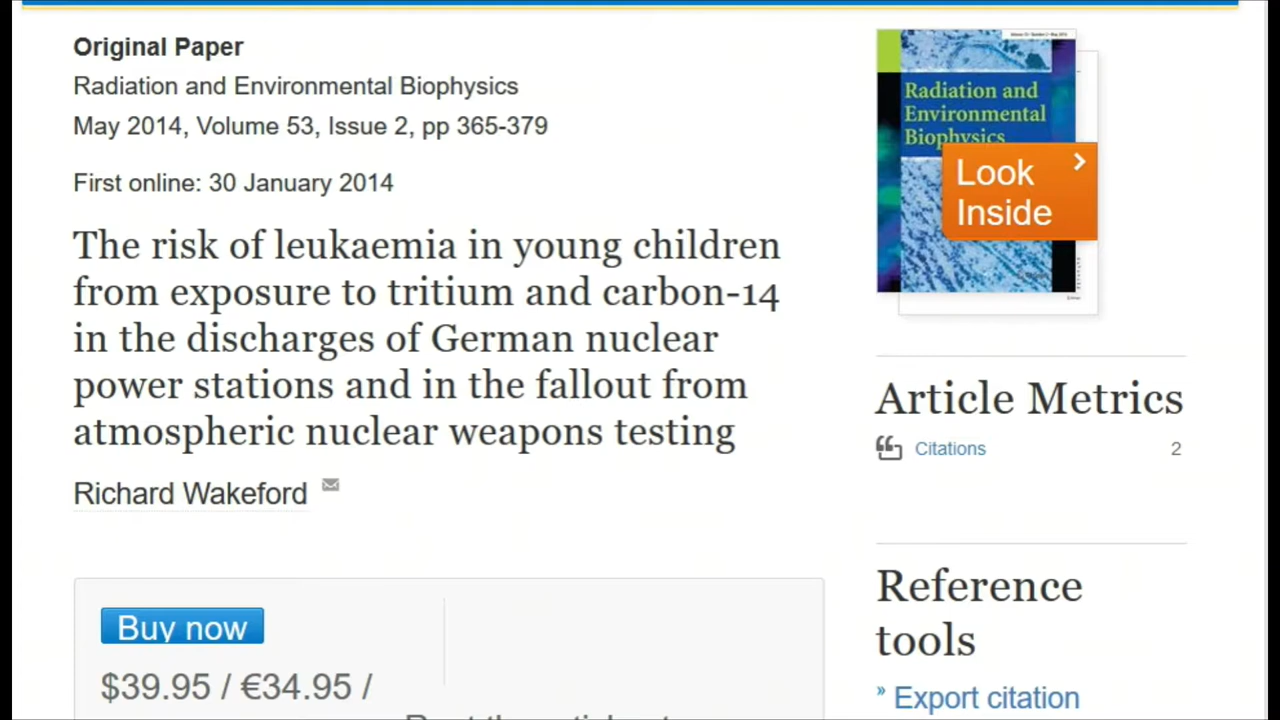 Original Paper
Radiation and Environmental Biophysics
May 2014, Volume 53, Issue 2, pp 365-379
First online: 30 January 2014
The risk of leukaemia in young children
from exposure to tritium and carbon-14
in the discharges of German nuclear
power stations and in the fallout from
atmospheric nuclear weapons testing
Richard Wakeford
Buy now
$39.95 / €34.95 /
Radiation and
Environmental
Biophysics
Look
Inside
Article Metrics
Citations 2
Reference
tools
» Export citation